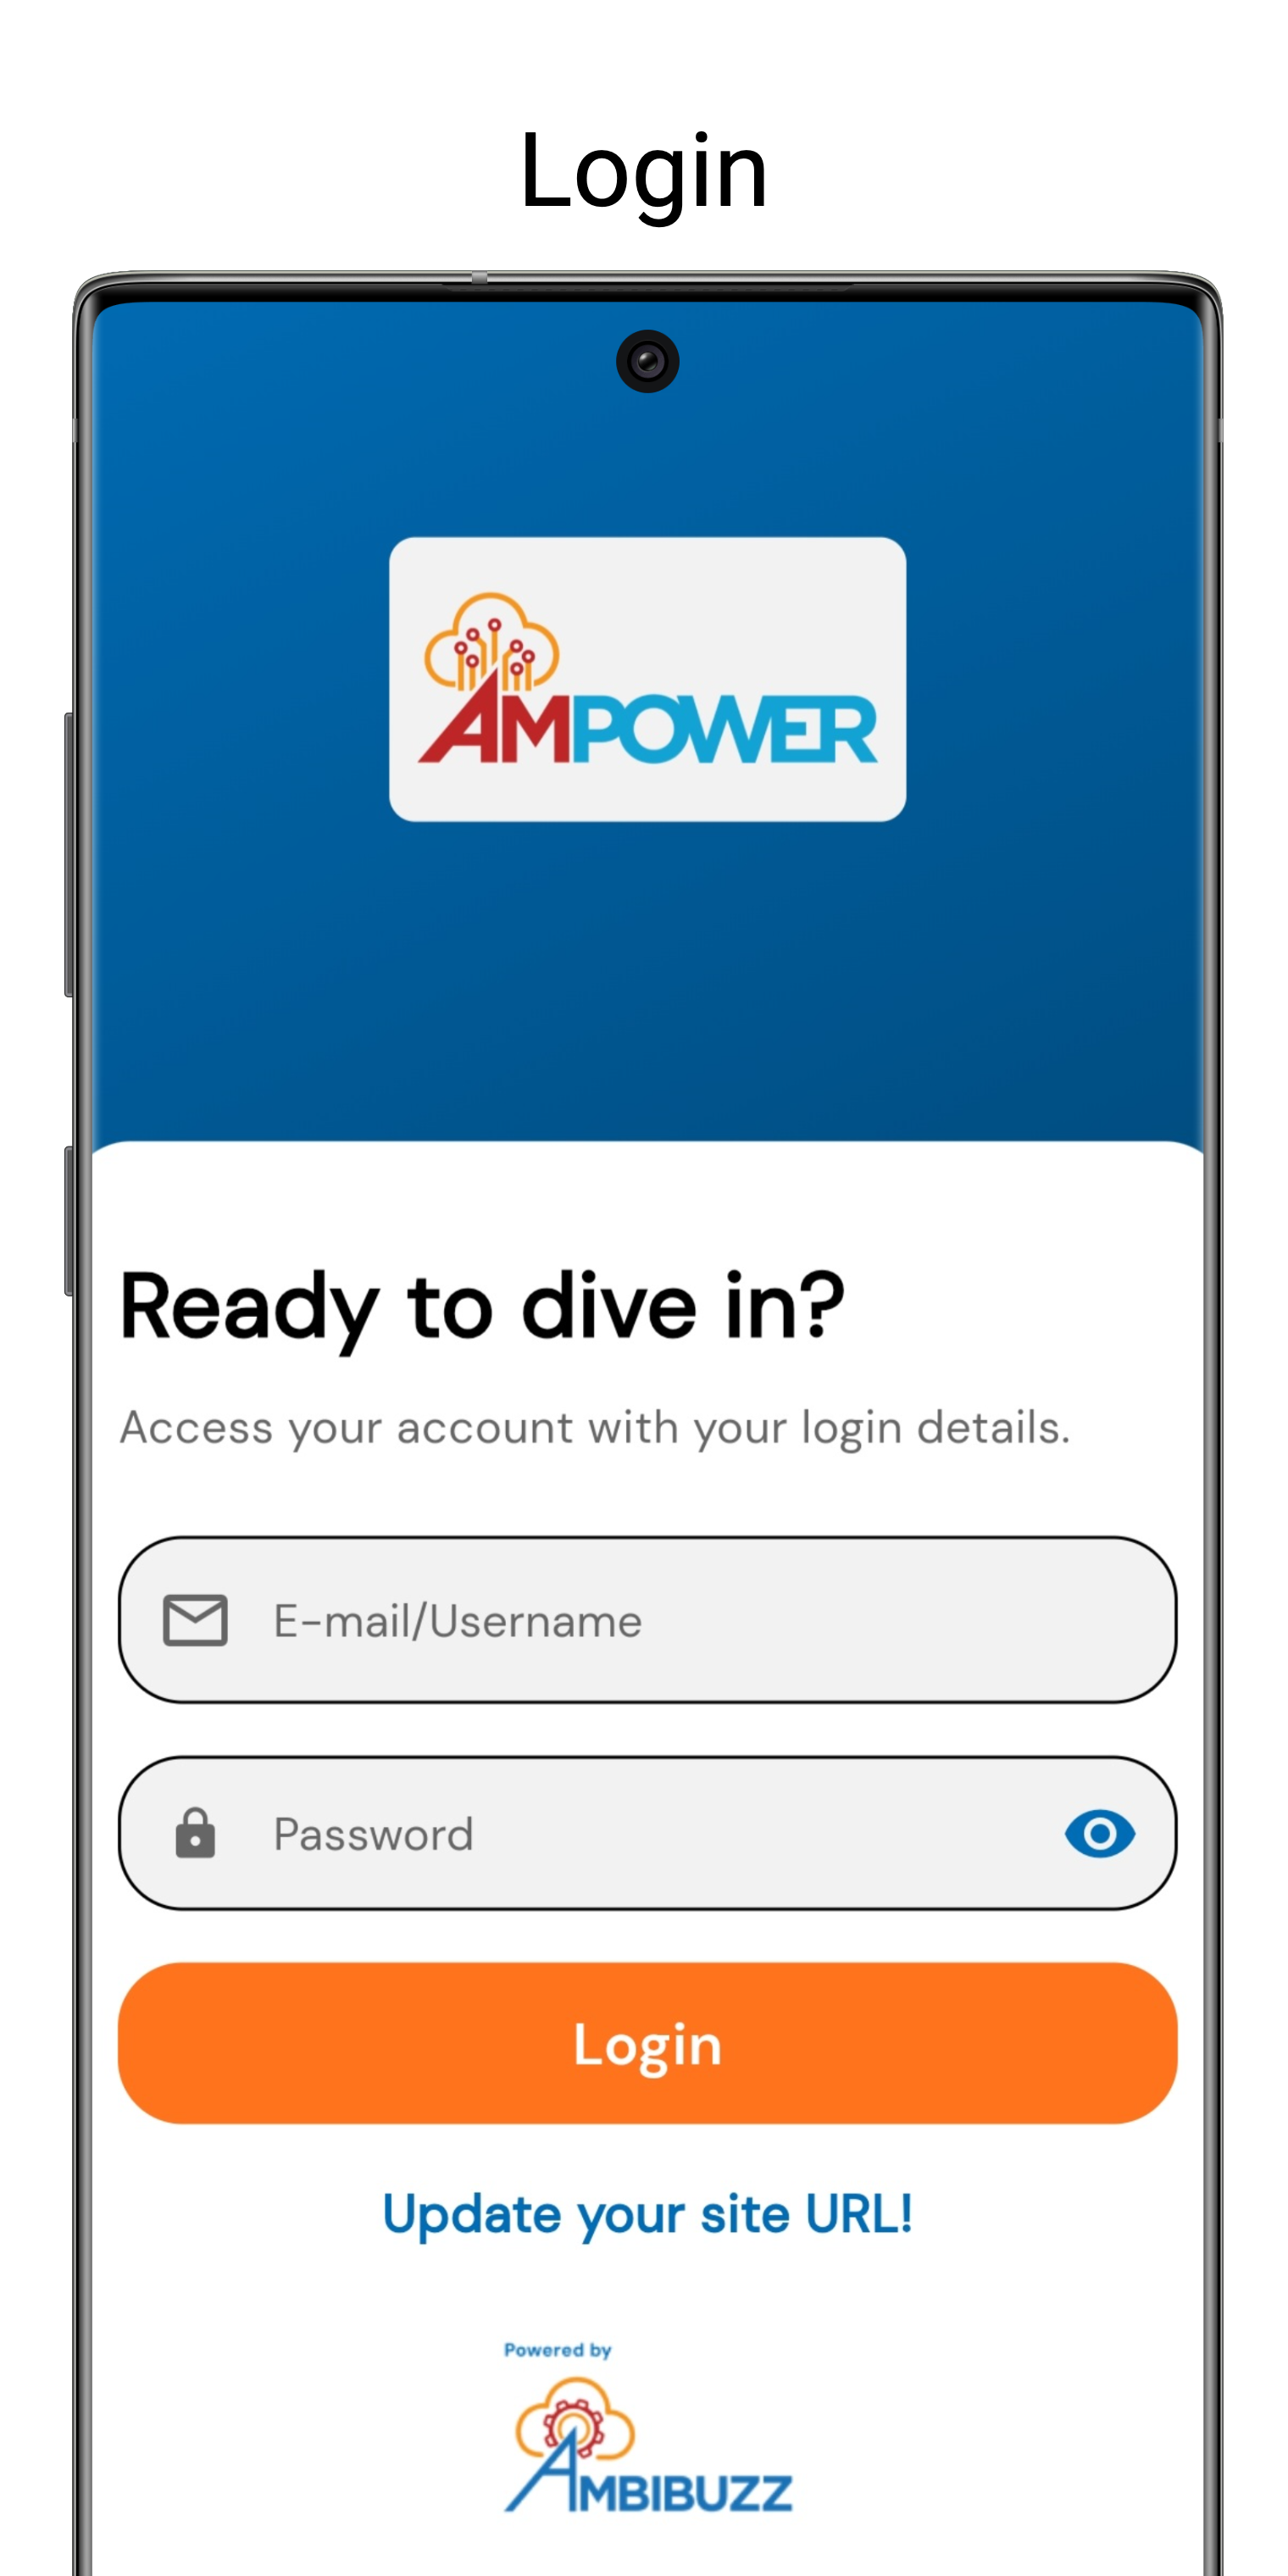 Login
AMPOWER
Ready to dive in?
Access your account with your login details.
E-mail/Username
Password
Login
Update your site URL!
Powered by
AMBIBUZZ